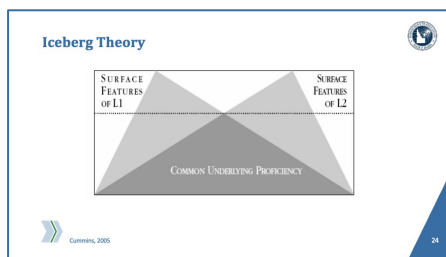 Iceberg Theory
SURFACE
FEATURES
OF L1
SURFACE
FEATURES
OF L2
COMMON UNDERLYING PROFICIENCY
Cummins, 2005
24